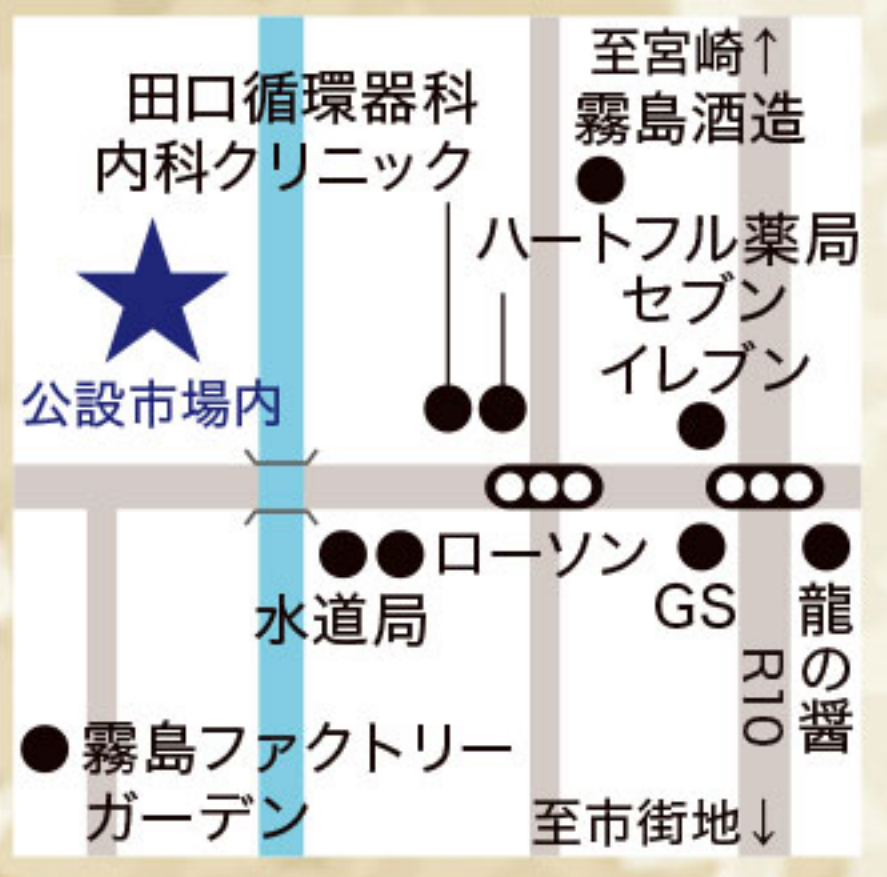 至宮崎↑
田口循環器科
内科クリニック
霧島酒造
ハートフル薬局
セブン
イレブン
公設市場内
ローソン
水道局
GS
龍の醤
R10
霧島ファクトリー
ガーデン
至市街地↓